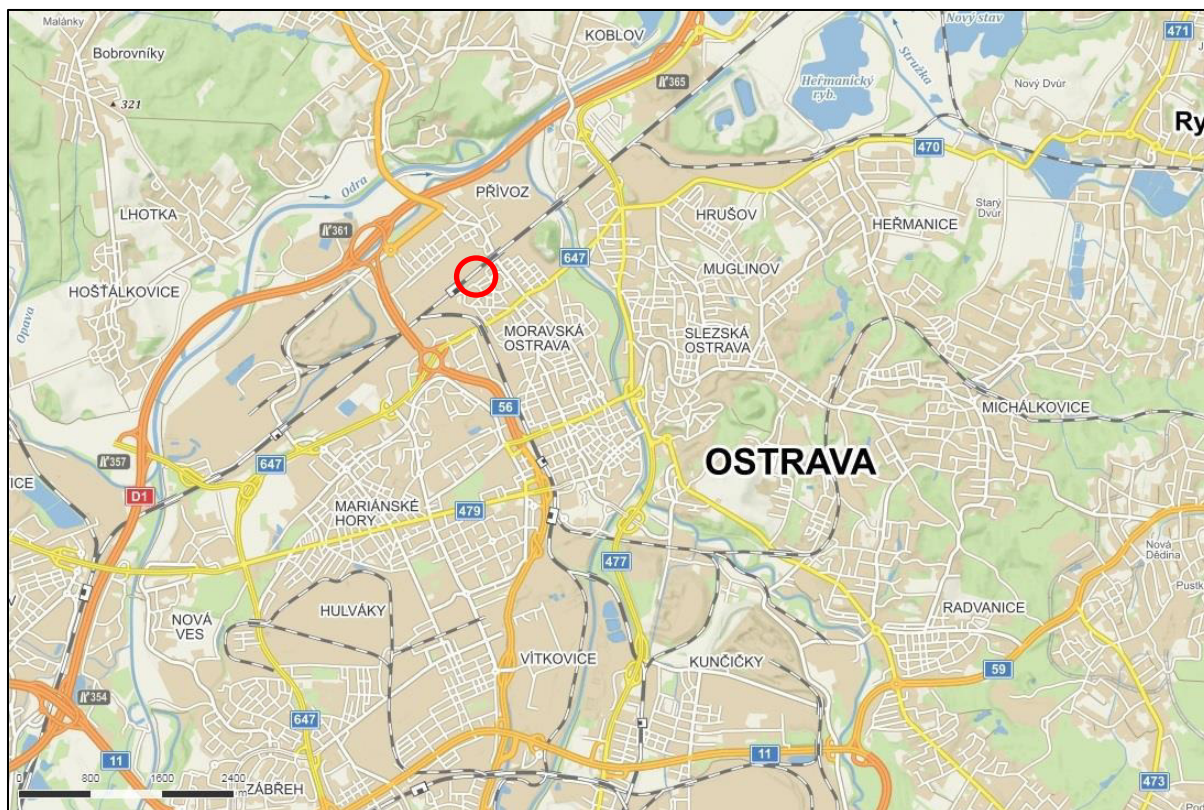 Malánky
Bobrovníky
321
KOBLOV
365
Heřmanický
ryb.
Stružka
Nový stav
471
Nový Dvůr
Ry
470
Odra
PŘÍVOZ
LHOTKA
361
HRUŠOV
Starý
Dvůr
HEŘMANICE
647
MUGLINOV
HOŠŤÁLKOVICE
Opava
MORAVSKÁ
OSTRAVA
SLEZSKÁ
OSTRAVA
56
MICHÁLKOVICE
357
647
OSTRAVA
ICE
D1
MARIÁNSKÉ
HORY
479
477
Nová
Dědina
Pustk
NOVÁ
VES
HULVÁKY
RADVANICE
VÍTKOVICE
KUNČIČKY
59
354
647
11
11
473
0 800 1600 2400 m
ZÁBŘEH